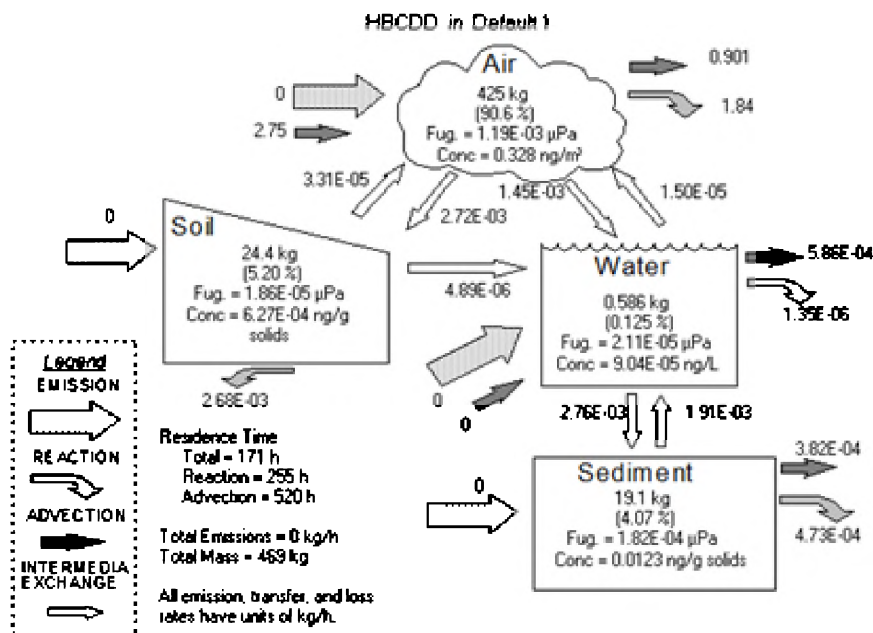 HBCDD in Default 1
Air
425 kg
(90.6 %)
Fug. = 1.19E-03 µPa
Conc = 0.328 ng/m³
0
2.75
0.901
1.84
3.31E-05
2.72E-03
1.45E-03
1.50E-05
0
Soil
24.4 kg
(5.20 %)
Fug. = 1.86E-05 µPa
Conc = 6.27E-04 ng/g
solids
2.68E-03
4.89E-06
Water
0.586 kg
(0.125 %)
Fug. = 2.11E-05 µPa
Conc = 9.04E-05 ng/L
5.86E-04
1.35E-06
0
0
2.76E-03
1.91E-03
Sediment
19.1 kg
(4.07 %)
Fug. = 1.82E-04 µPa
Conc = 0.0123 ng/g solids
0
3.82E-04
4.73E-04
Legend
EMISSION
REACTION
ADVECTION
INTERMEDIA
EXCHANGE
Residence Time
Total = 171 h
Reaction = 255 h
Advection = 520 h
Total Emissions = 0 kg/h
Total Mass = 469 kg
All emission, transfer, and loss
rates have units of kg/h.